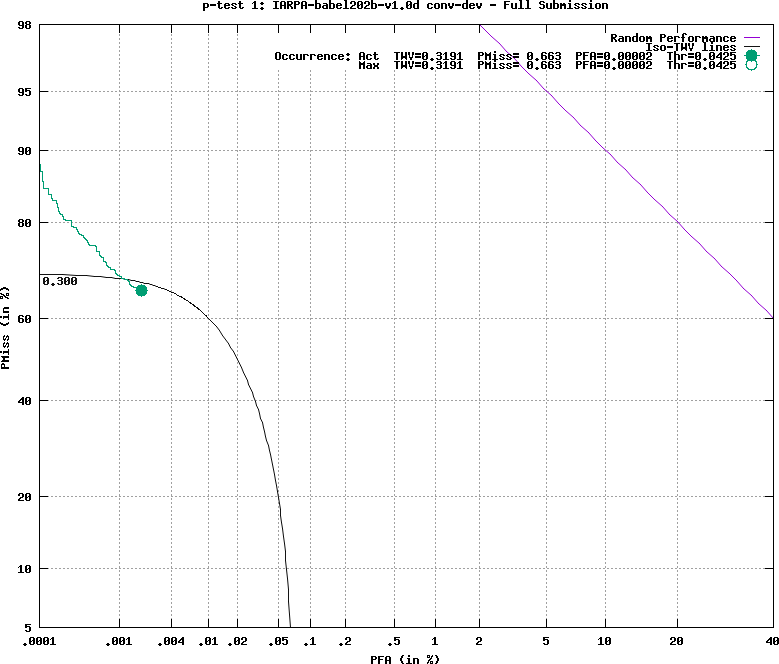 p-test 1: IARPA-babel202b-v1.0d conv-dev - Full Submission
Random Performance
Iso-TWV lines
Occurrence: Act TWV=0.3191 PMiss= 0.663 PFA=0.00002 Thr=0.0425
Max TWV=0.3191 PMiss= 0.663 PFA=0.00002 Thr=0.0425
98
95
90
80
60
40
20
10
5
0.300
PMiss (in %)
.0001 .001 .004 .01 .02 .05 .1 .2 .5 1 2 5 10 20 40
PFA (in %)